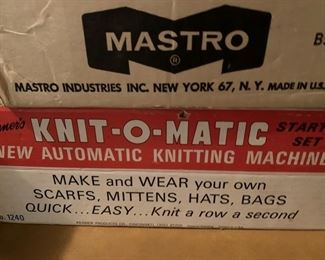 MASTRO
®
MASTRO INDUSTRIES INC. NEW YORK 67, N. Y. MADE IN U.S.
KNIT-O-MATIC
NEW AUTOMATIC KNITTING MACHINE
MAKE and WEAR your own
SCARFS, MITTENS, HATS, BAGS
QUICK...EASY...Knit a row a second
1240